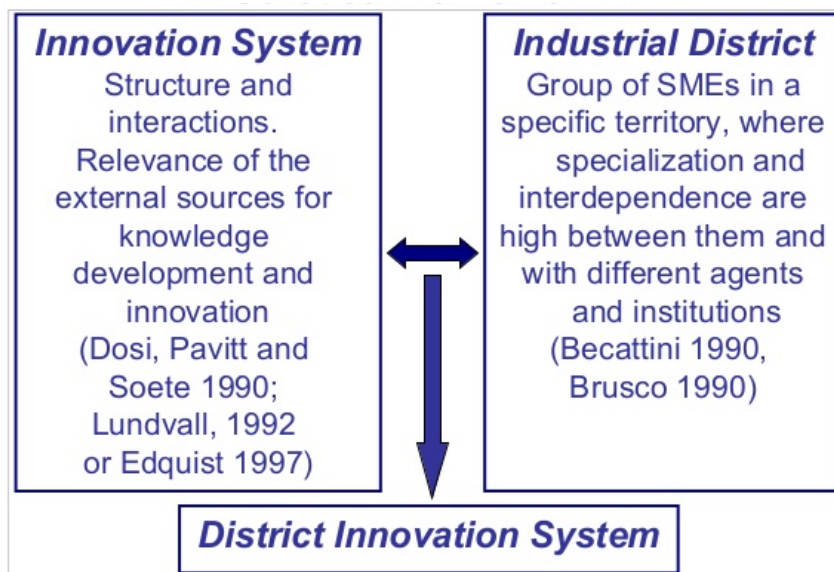 Innovation System
Structure and
interactions.
Relevance of the
external sources for
knowledge
development and
innovation
(Dosi, Pavitt and
Soete 1990;
Lundvall, 1992
or Edquist 1997)
Industrial District
Group of SMEs in a
specific territory, where
specialization and
interdependence are
high between them and
with different agents
and institutions
(Becattini 1990,
Brusco 1990)
District Innovation System